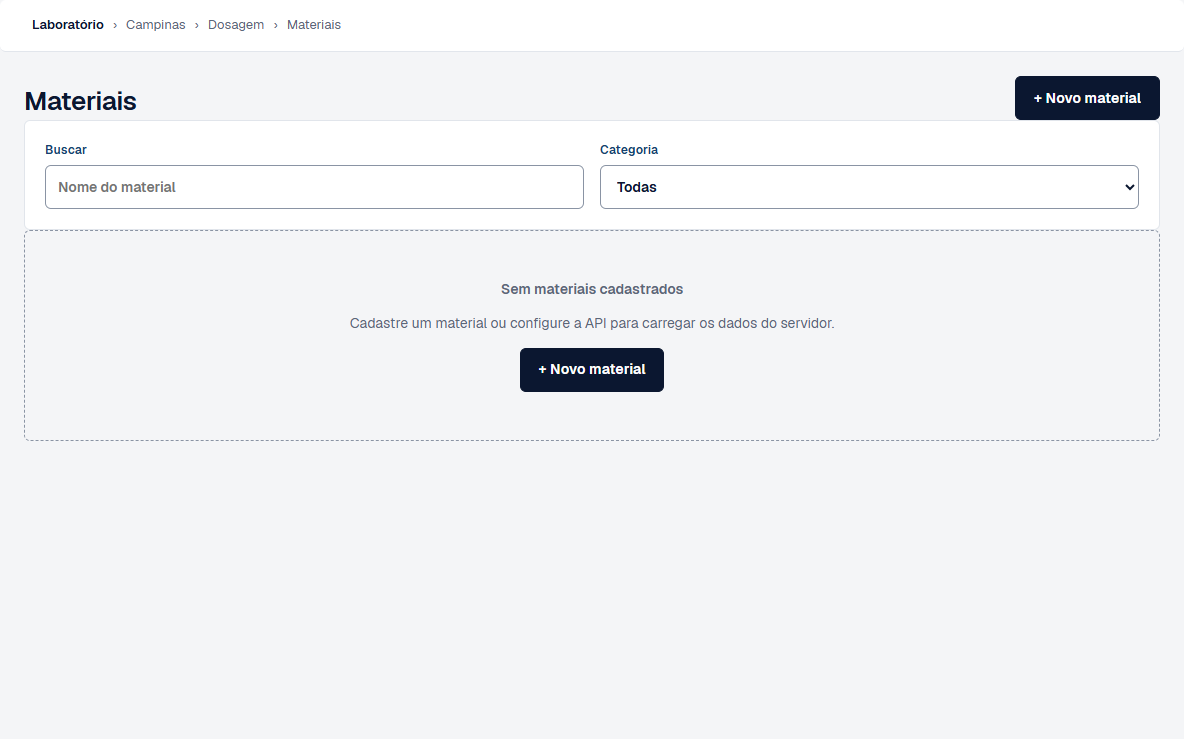 Laboratório › Campinas › Dosagem › Materiais
Materiais
+ Novo material
Buscar
Categoria
Nome do material
Todas
Sem materiais cadastrados
Cadastre um material ou configure a API para carregar os dados do servidor.
+ Novo material